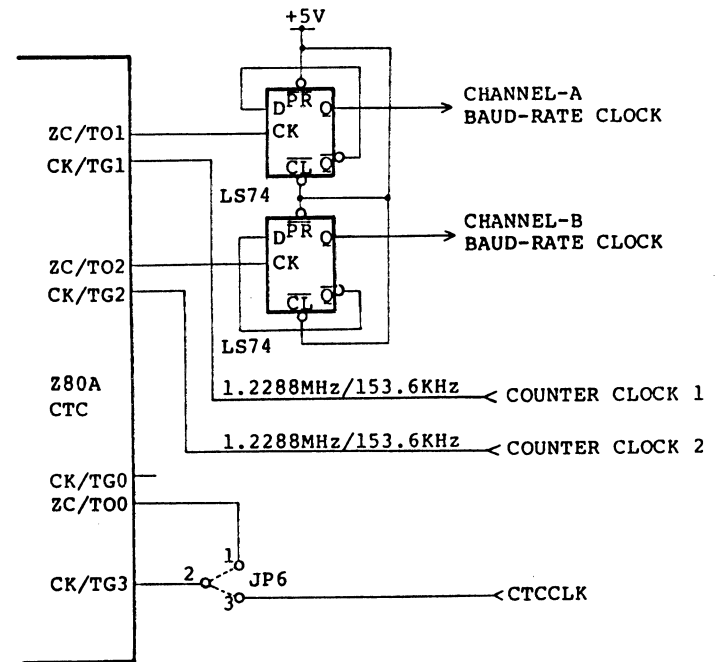 +5V
D PR Q
CK
CL Q
CHANNEL-A
BAUD-RATE CLOCK
ZC/TO1
CK/TG1
LS74
D PR Q
CK
CL Q
CHANNEL-B
BAUD-RATE CLOCK
ZC/TO2
CK/TG2
LS74
Z80A
CTC
1.2288MHz/153.6KHz
COUNTER CLOCK 1
1.2288MHz/153.6KHz
COUNTER CLOCK 2
CK/TG0
ZC/TO0
CK/TG3
1
2
3
JP6
CTCCLK